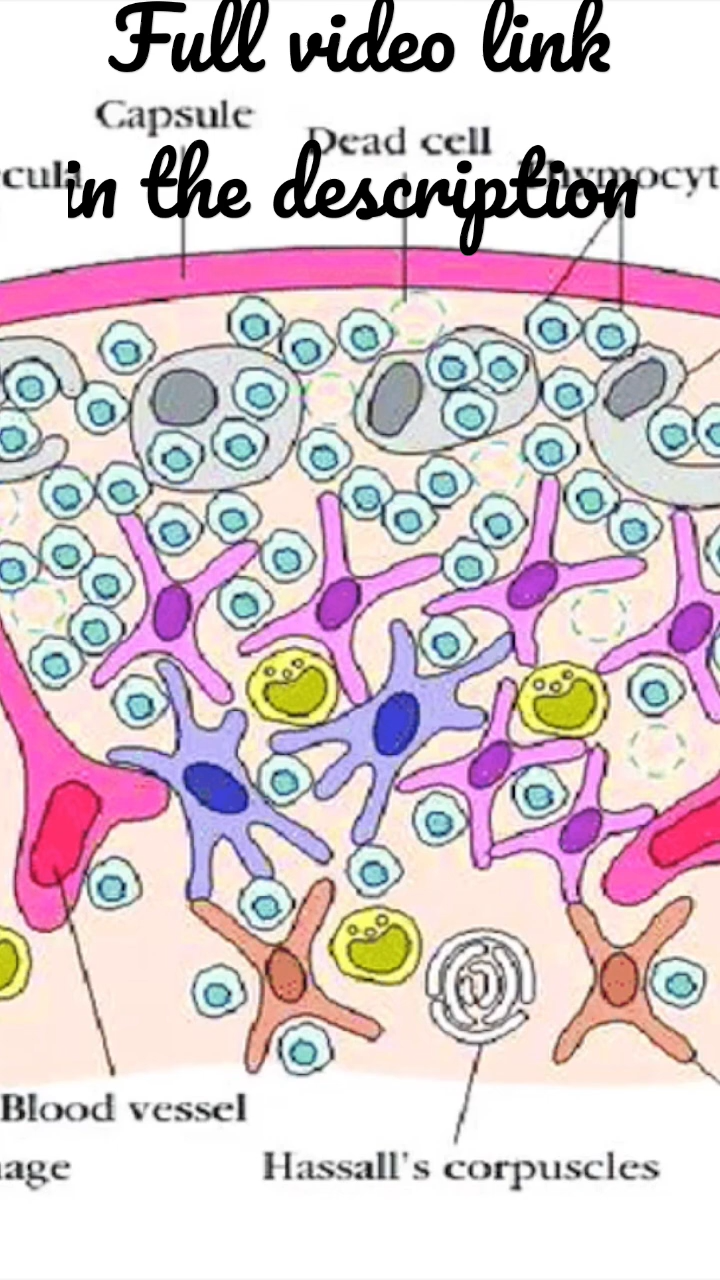 Full video link
Capsule
Dead cell
in the description
Blood vessel
Hassall's corpuscles